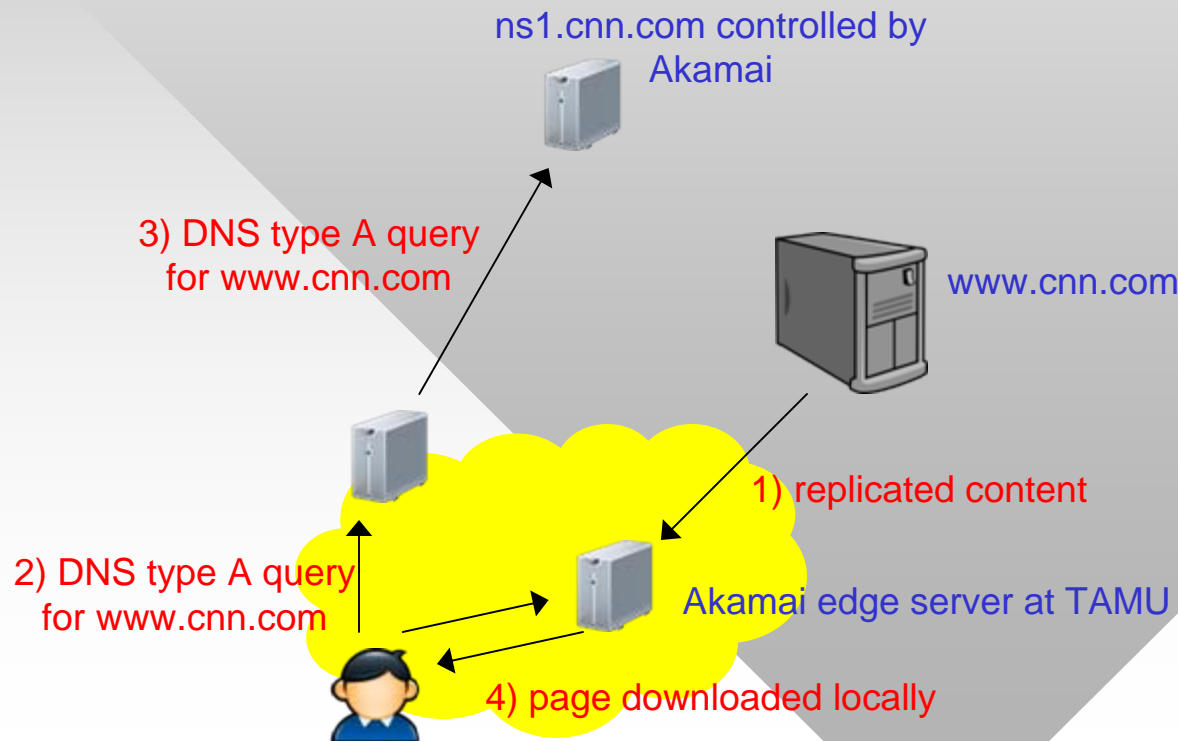 ns1.cnn.com controlled by
Akamai
3) DNS type A query
for www.cnn.com
www.cnn.com
1) replicated content
2) DNS type A query
for www.cnn.com
Akamai edge server at TAMU
4) page downloaded locally